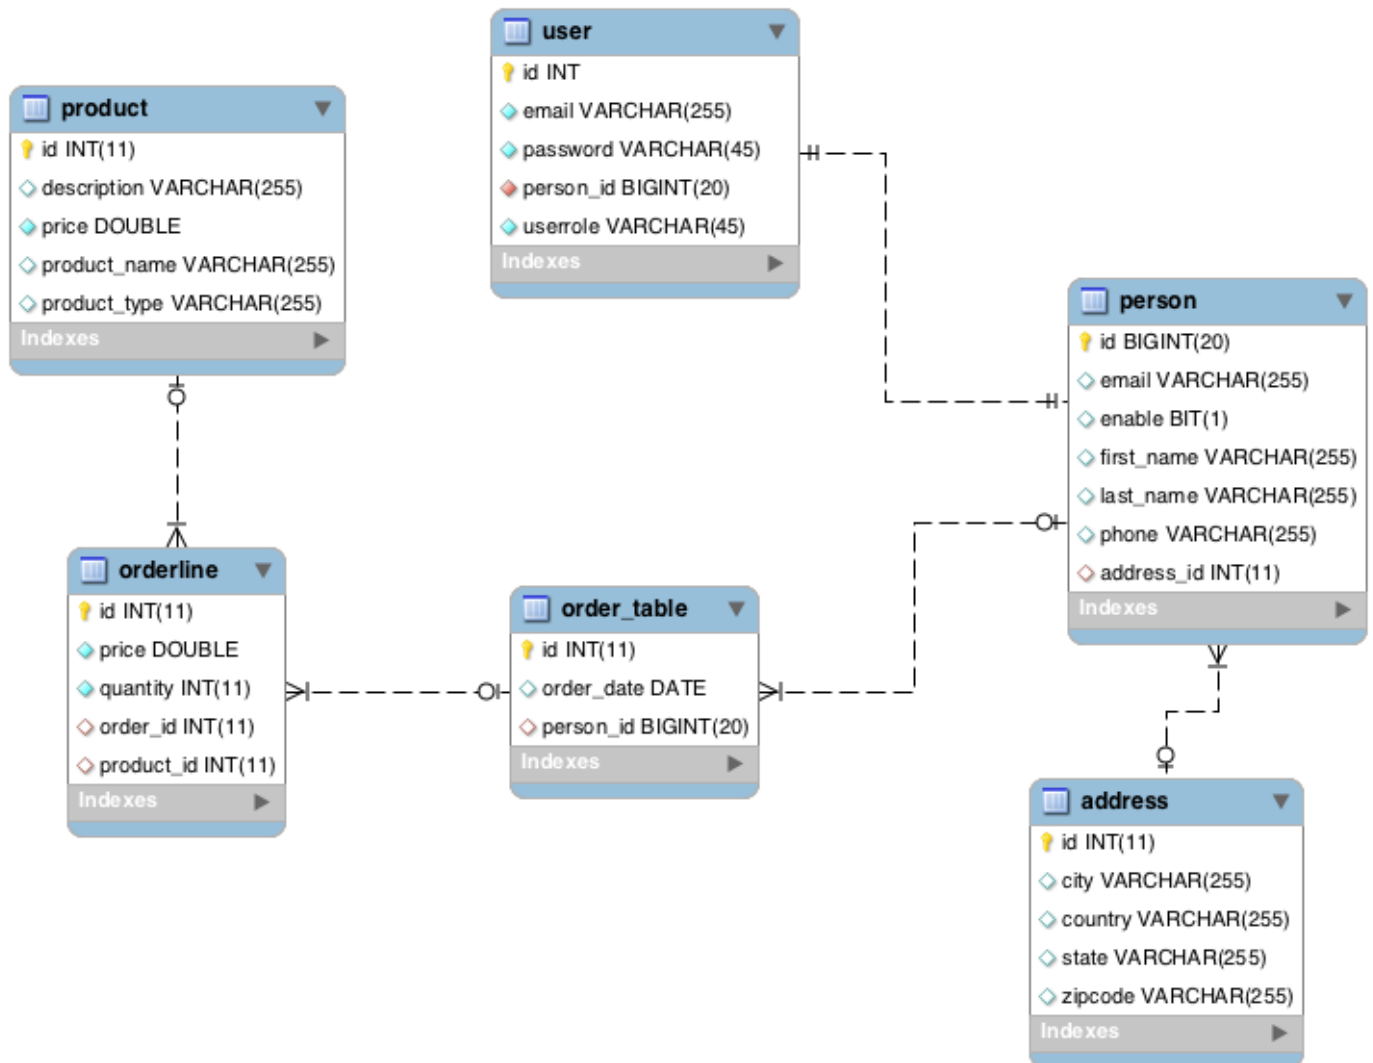 user
id INT
email VARCHAR(255)
password VARCHAR(45)
person_id BIGINT(20)
userrole VARCHAR(45)
Indexes
product
id INT(11)
description VARCHAR(255)
price DOUBLE
product_name VARCHAR(255)
product_type VARCHAR(255)
Indexes
person
id BIGINT(20)
email VARCHAR(255)
enable BIT(1)
first_name VARCHAR(255)
last_name VARCHAR(255)
phone VARCHAR(255)
address_id INT(11)
Indexes
orderline
id INT(11)
price DOUBLE
quantity INT(11)
order_id INT(11)
product_id INT(11)
Indexes
order_table
id INT(11)
order_date DATE
person_id BIGINT(20)
Indexes
address
id INT(11)
city VARCHAR(255)
country VARCHAR(255)
state VARCHAR(255)
zipcode VARCHAR(255)
Indexes